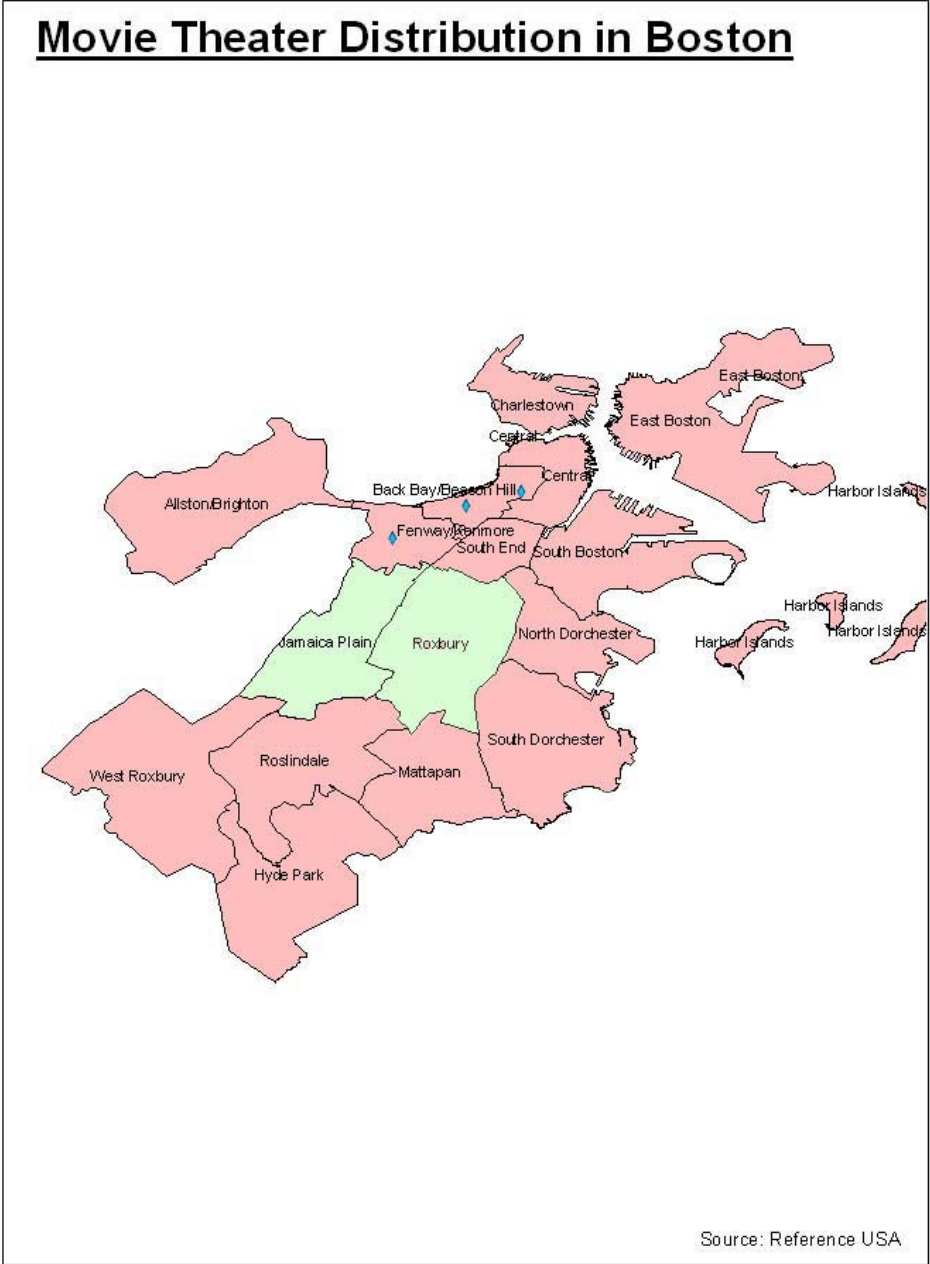 Movie Theater Distribution in Boston
East Boston
Charlestown
East Boston
Central
Central
Back Bay/Beacon Hill
Harbor Islands
Allston/Brighton
Fenway/Kenmore
South End
South Boston
Harbor Islands
Harbor Islands
North Dorchester
Harbor Islands
Jamaica Plain
Roxbury
South Dorchester
Roslindale
Mattapan
West Roxbury
Hyde Park
Source: Reference USA